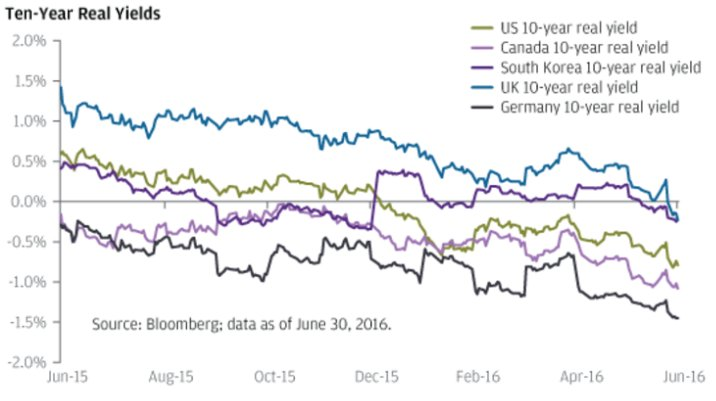 Ten-Year Real Yields
US 10-year real yield
Canada 10-year real yield
South Korea 10-year real yield
UK 10-year real yield
Germany 10-year real yield
2.0%
1.5%
1.0%
0.5%
0.0%
-0.5%
-1.0%
-1.5%
-2.0%
Source: Bloomberg; data as of June 30, 2016.
Jun-15 Aug-15 Oct-15 Dec-15 Feb-16 Apr-16 Jun-16